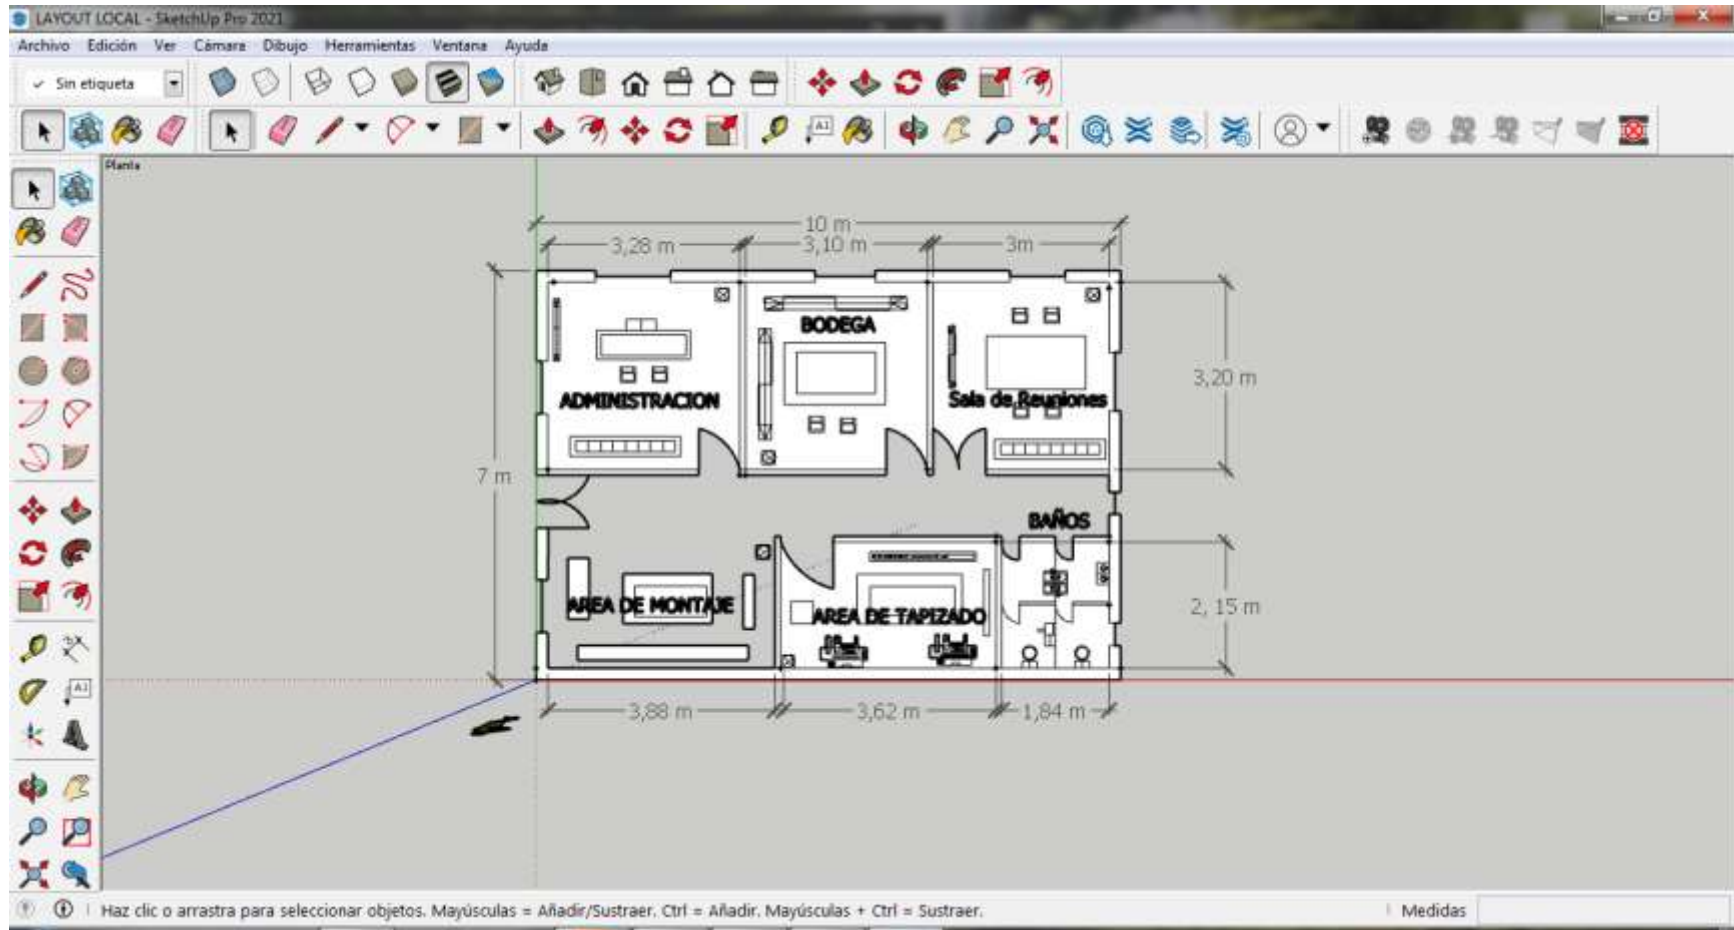 LAYOUT LOCAL - SketchUp Pro 2021
Archivo Edición Ver Cámara Dibujo Herramientas Ventana Ayuda
Sin etiqueta
A1
Planta
10 m
3,28 m 3,10 m 3m
BODEGA
3,20 m
ADMINISTRACION
Sala de Reuniones
7 m
BAÑOS
AREA DE MONTAJE
AREA DE TAPIZADO
2, 15 m
A1
3,88 m 3,62 m 1,84 m
Haz clic o arrastra para seleccionar objetos. Mayúsculas = Añadir/Sustraer. Ctrl = Añadir. Mayúsculas + Ctrl = Sustraer.
Medidas